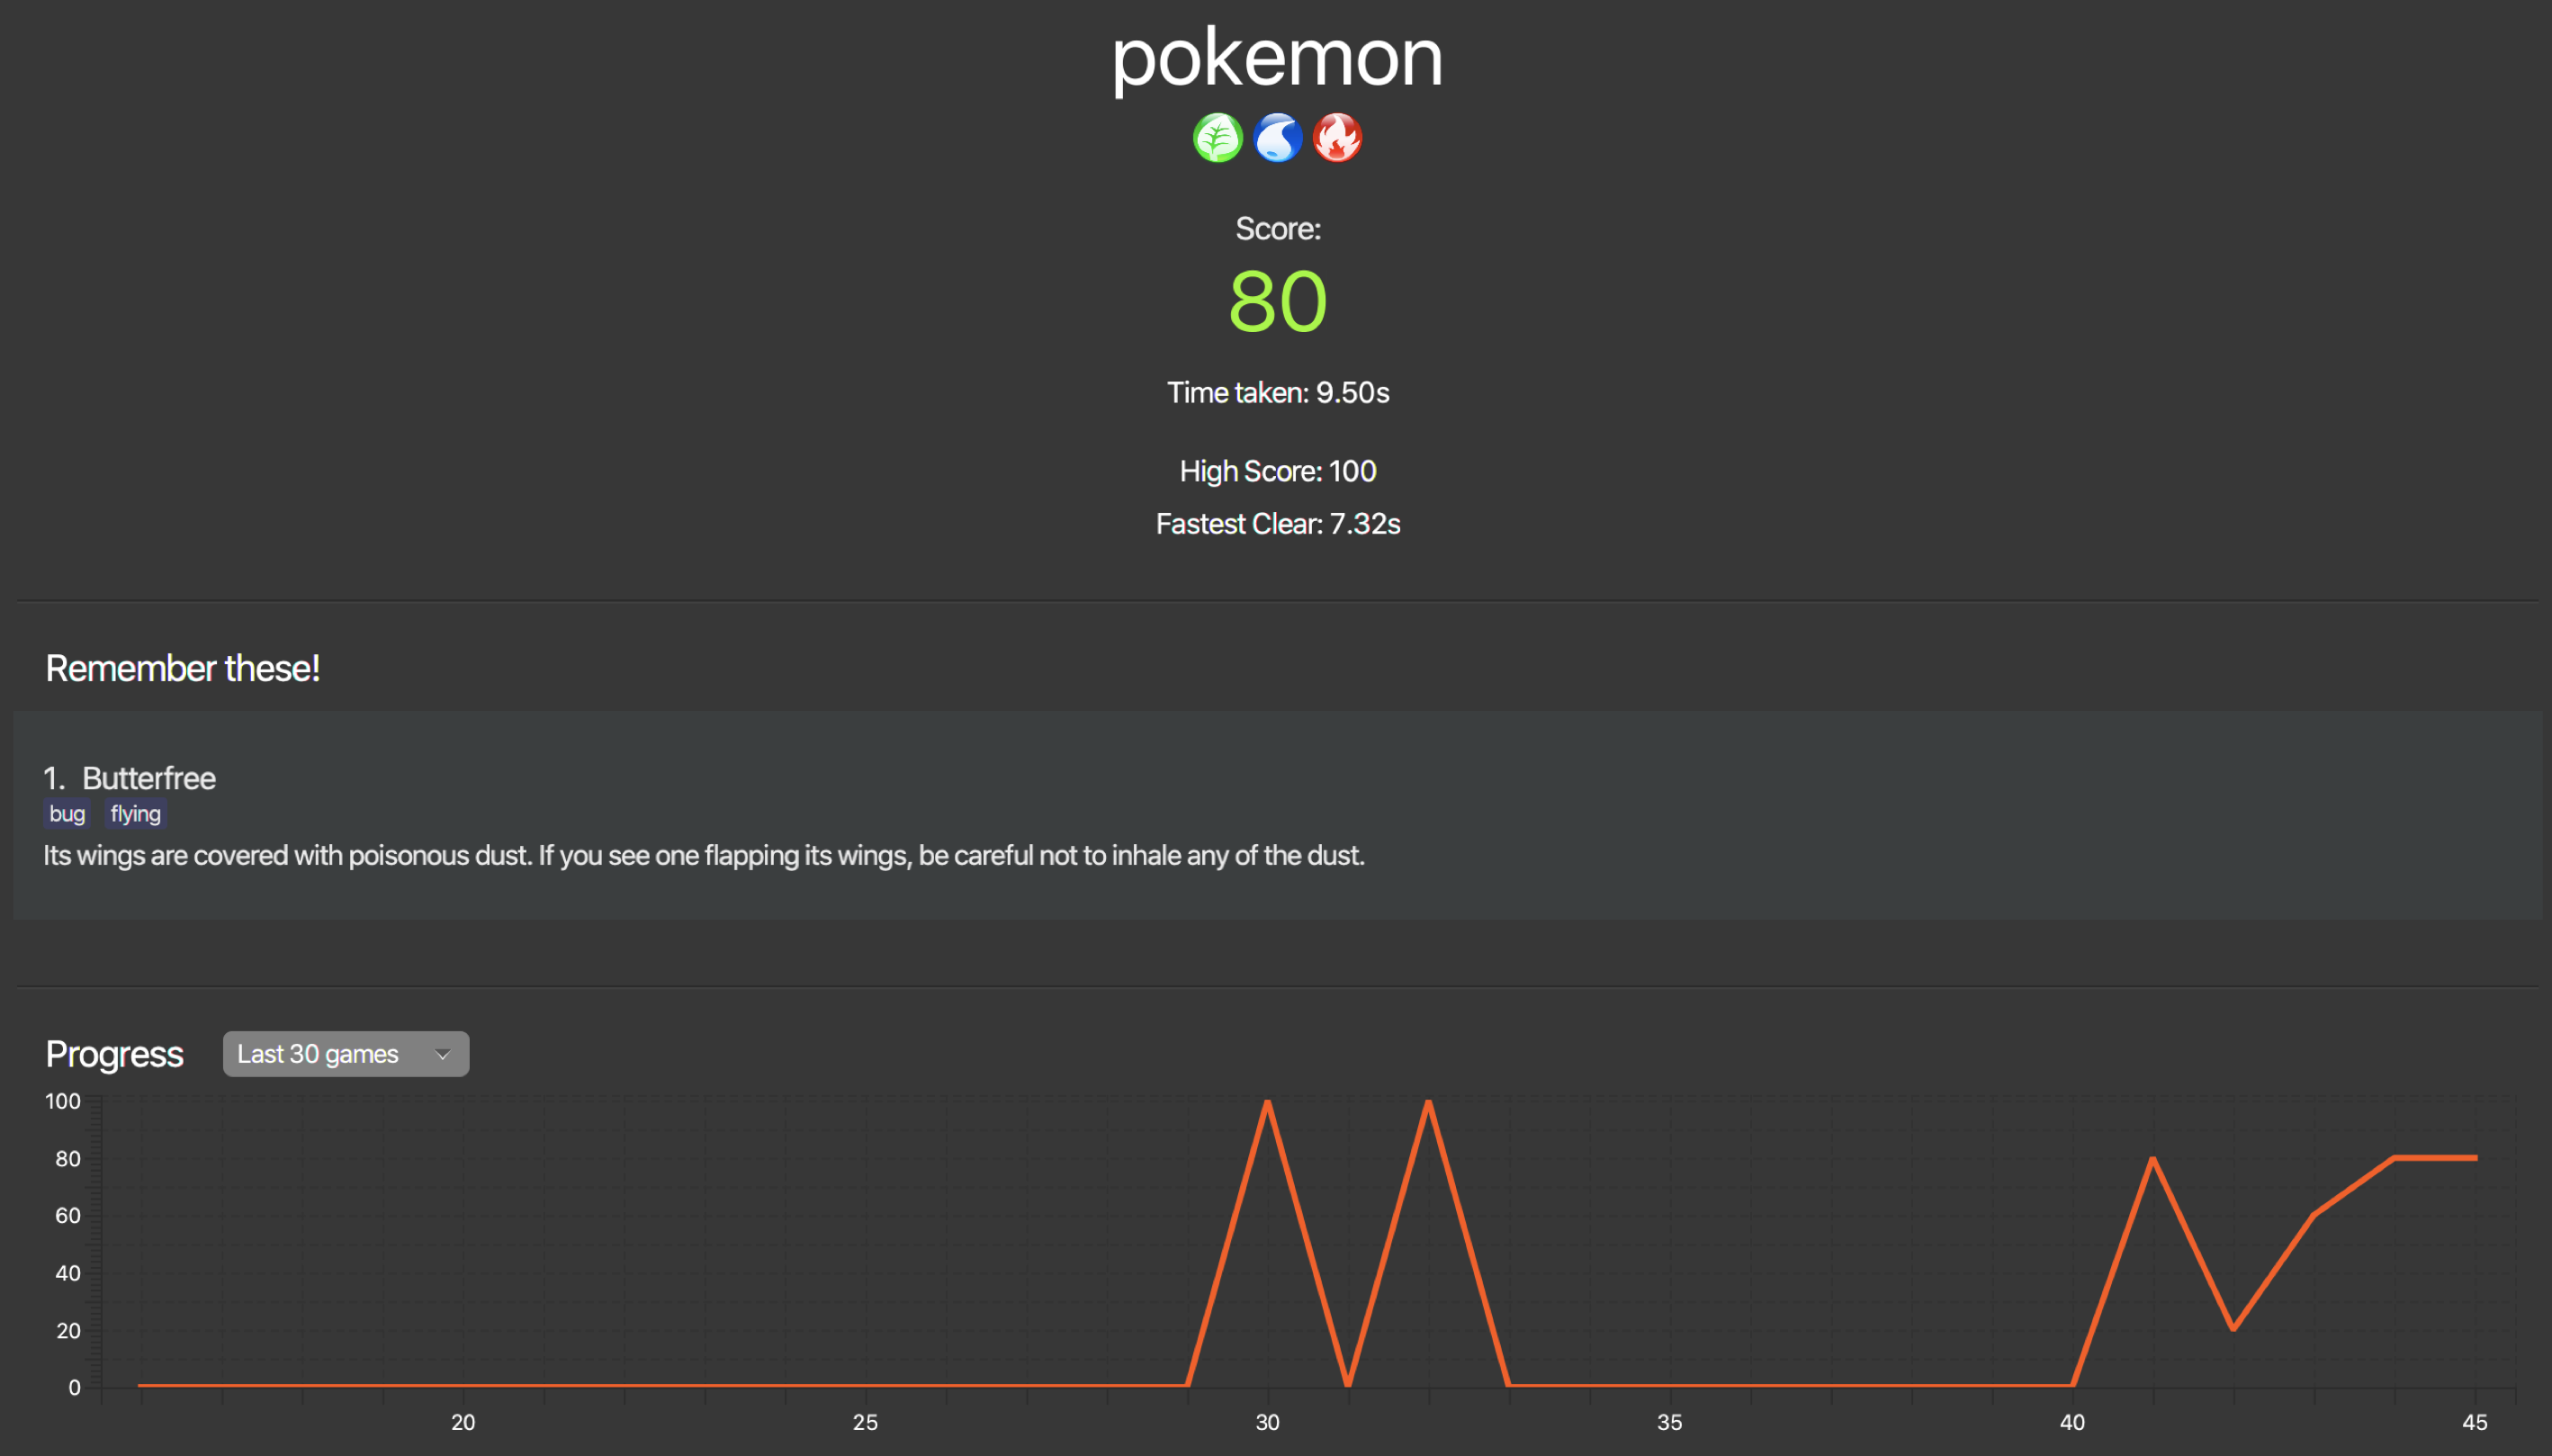 pokemon
Score:
80
Time taken: 9.50s
High Score: 100
Fastest Clear: 7.32s
Remember these!
1. Butterfree
bug flying
Its wings are covered with poisonous dust. If you see one flapping its wings, be careful not to inhale any of the dust.
Progress Last 30 games
100
80
60
40
20
0
20 25 30 35 40 45